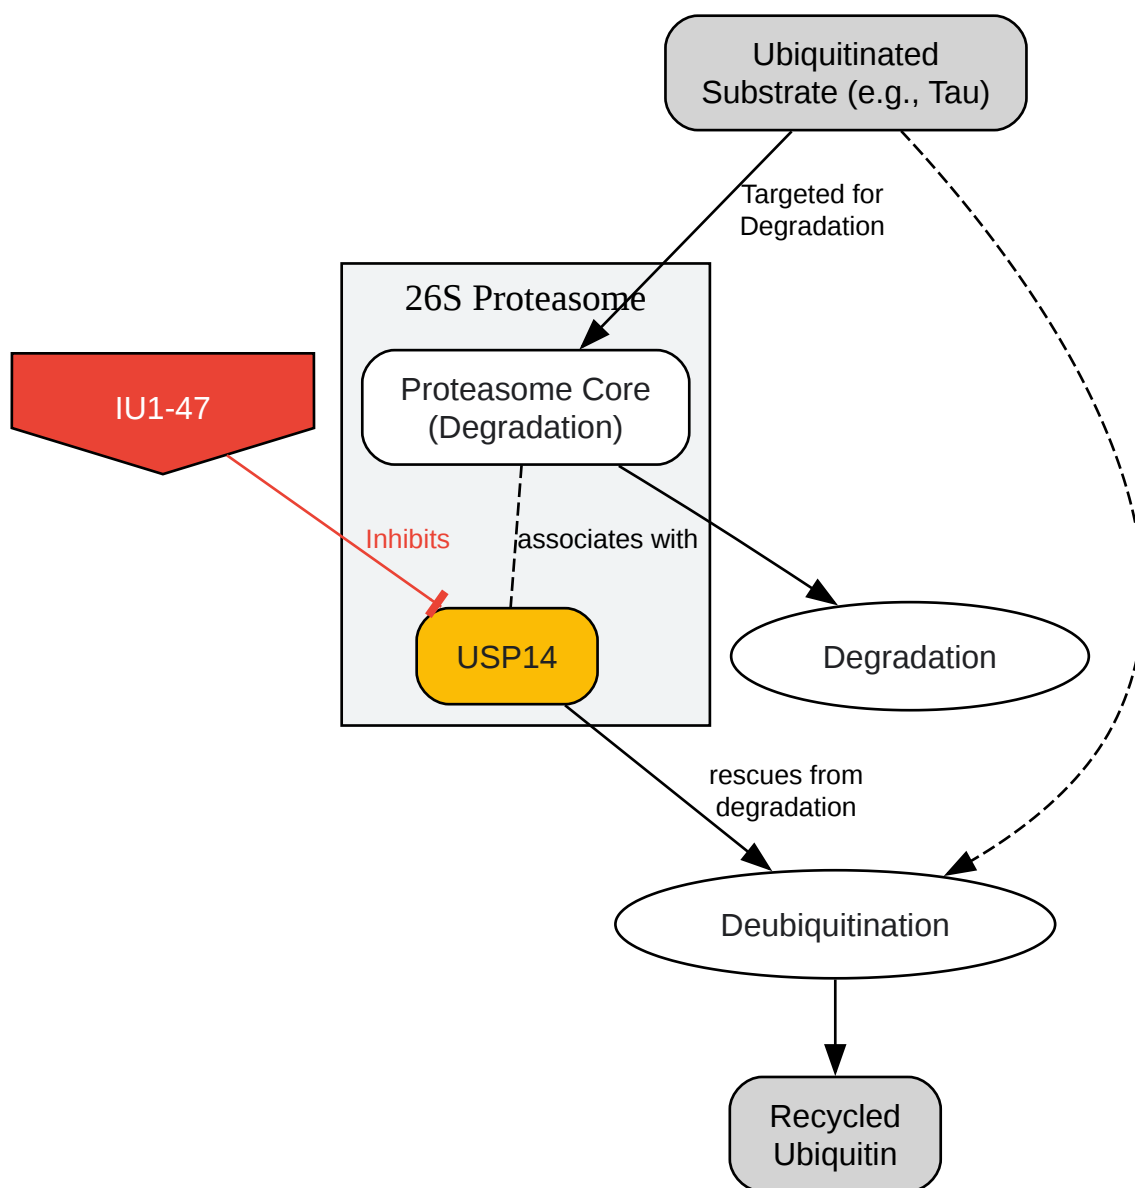 Ubiquitinated
Substrate (e.g., Tau)
Targeted for
Degradation
26S Proteasome
Proteasome Core
(Degradation)
IU1-47
Inhibits
associates with
USP14
Degradation
rescues from
degradation
Deubiquitination
Recycled
Ubiquitin